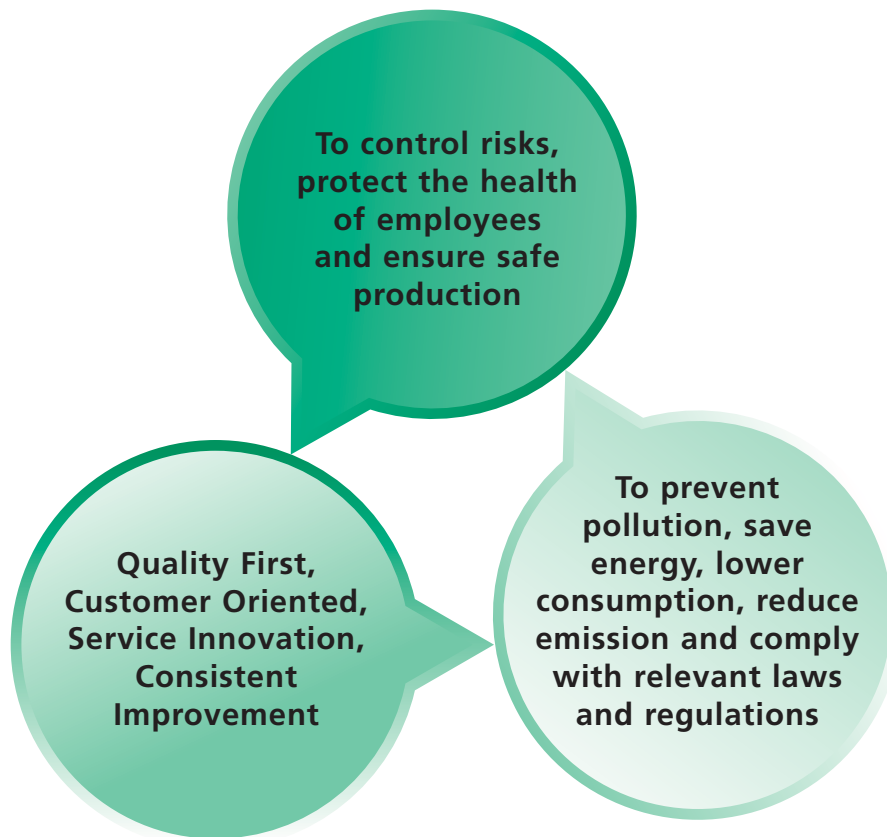 To control risks,
protect the health
of employees
and ensure safe
production
Quality First,
Customer Oriented,
Service Innovation,
Consistent
Improvement
To prevent
pollution, save
energy, lower
consumption, reduce
emission and comply
with relevant laws
and regulations